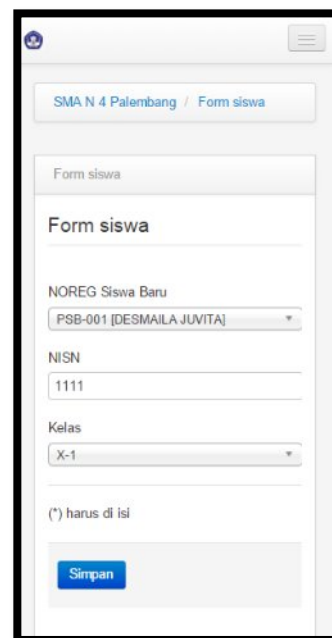 SMA N 4 Palembang / Form siswa
Form siswa
Form siswa
NOREG Siswa Baru
PSB-001 [DESMAILA JUVITA]
NISN
1111
Kelas
X-1
(*) harus di isi
Simpan